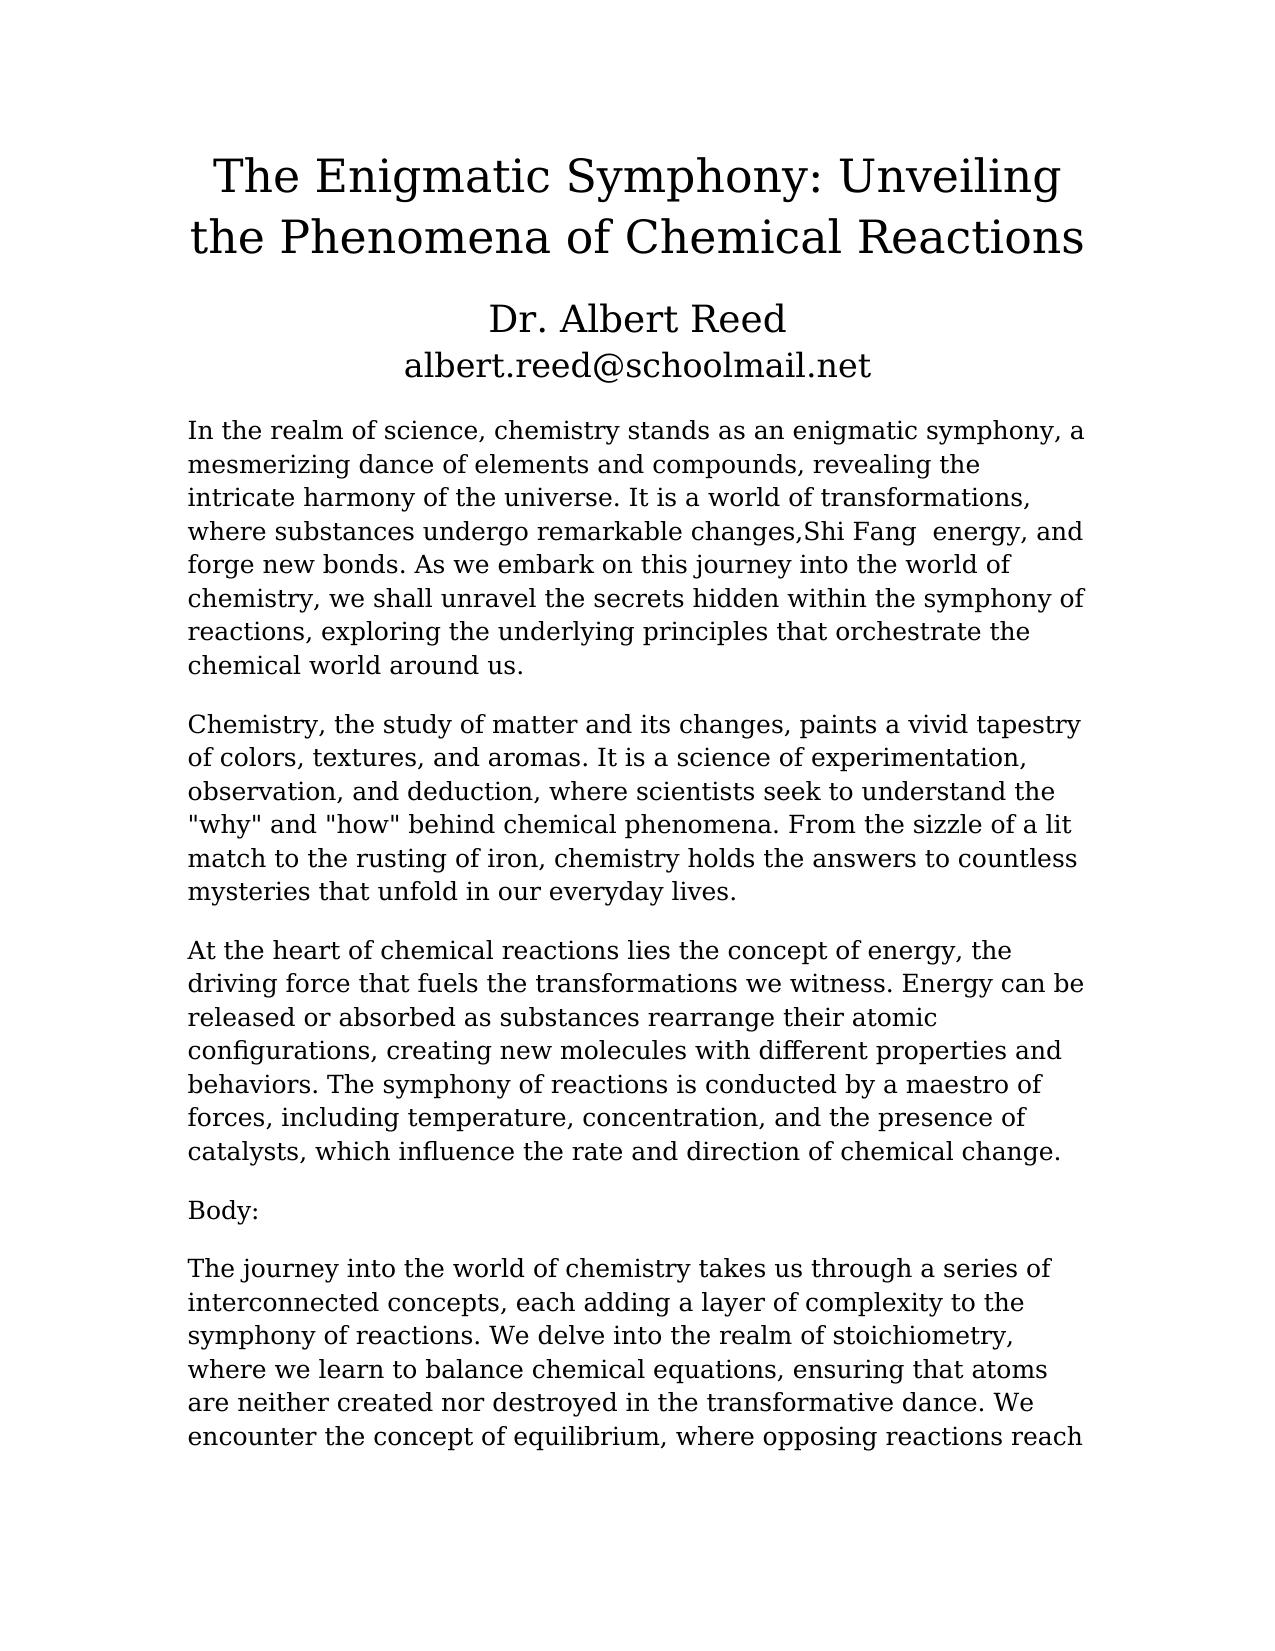 The Enigmatic Symphony: Unveiling
the Phenomena of Chemical Reactions
Dr. Albert Reed
albert.reed@schoolmail.net
In the realm of science, chemistry stands as an enigmatic symphony, a
mesmerizing dance of elements and compounds, revealing the
intricate harmony of the universe. It is a world of transformations,
where substances undergo remarkable changes,Shi Fang  energy, and
forge new bonds. As we embark on this journey into the world of
chemistry, we shall unravel the secrets hidden within the symphony of
reactions, exploring the underlying principles that orchestrate the
chemical world around us.
Chemistry, the study of matter and its changes, paints a vivid tapestry
of colors, textures, and aromas. It is a science of experimentation,
observation, and deduction, where scientists seek to understand the
"why" and "how" behind chemical phenomena. From the sizzle of a lit
match to the rusting of iron, chemistry holds the answers to countless
mysteries that unfold in our everyday lives.
At the heart of chemical reactions lies the concept of energy, the
driving force that fuels the transformations we witness. Energy can be
released or absorbed as substances rearrange their atomic
configurations, creating new molecules with different properties and
behaviors. The symphony of reactions is conducted by a maestro of
forces, including temperature, concentration, and the presence of
catalysts, which influence the rate and direction of chemical change.
Body:
The journey into the world of chemistry takes us through a series of
interconnected concepts, each adding a layer of complexity to the
symphony of reactions. We delve into the realm of stoichiometry,
where we learn to balance chemical equations, ensuring that atoms
are neither created nor destroyed in the transformative dance. We
encounter the concept of equilibrium, where opposing reactions reach